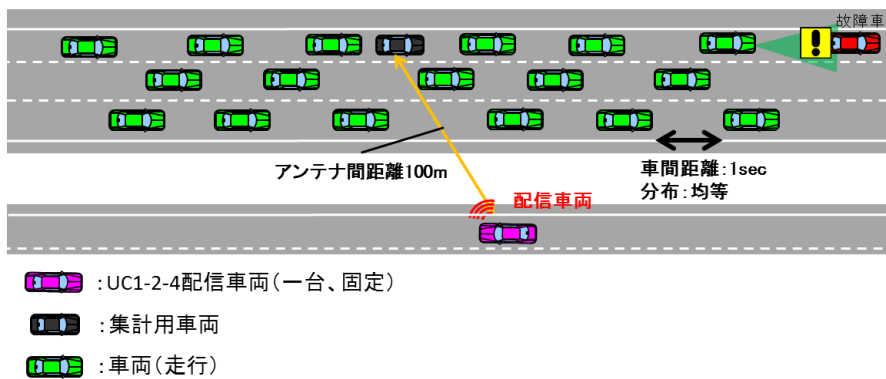 故障車
!
アンテナ間距離100m
車間距離:1sec
分布:均等
配信車両
:UC1-2-4配信車両(一台、固定)
:集計用車両
:車両(走行)